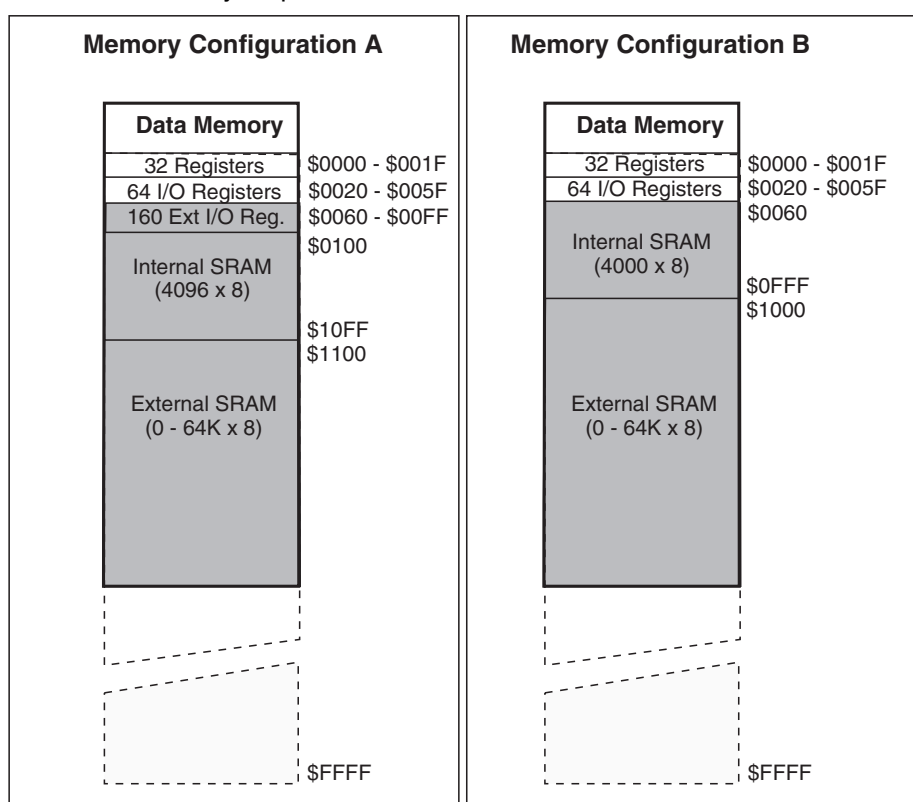 Memory Configuration A
Data Memory
32 Registers
$0000 - $001F
64 I/O Registers
$0020 - $005F
160 Ext I/O Reg.
$0060 - $00FF
$0100
Internal SRAM
(4096 x 8)
$10FF
$1100
External SRAM
(0 - 64K x 8)
$FFFF
Memory Configuration B
Data Memory
32 Registers
$0000 - $001F
64 I/O Registers
$0020 - $005F
$0060
Internal SRAM
(4000 x 8)
$0FFF
$1000
External SRAM
(0 - 64K x 8)
$FFFF